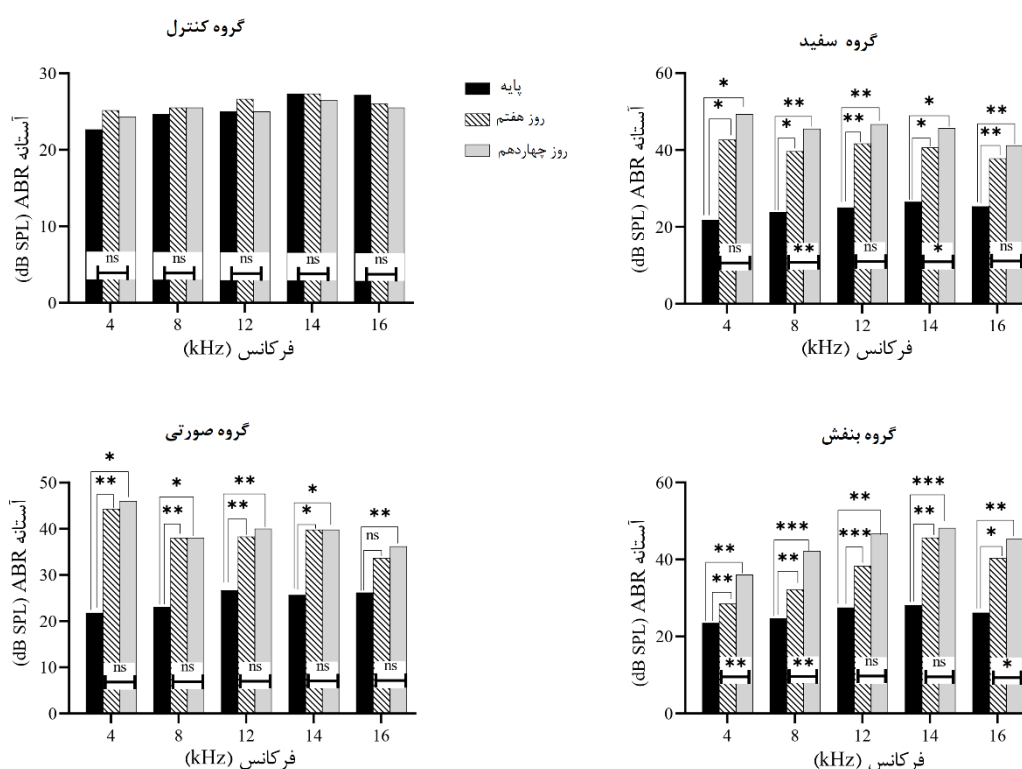 گروه کنترل
آستانه ABR (dB SPL)
30
20
10
0
ns ns ns ns ns
4 8 12 14 16
فرکانس (kHz)
پایه
روز هفتم
روز چهاردهم
گروه سفید
آستانه ABR (dB SPL)
60
40
20
0
* ** ** * **
* * ** * **
ns ** ns * ns
4 8 12 14 16
فرکانس (kHz)
گروه صورتی
آستانه ABR (dB SPL)
50
40
30
20
10
0
* * ** * **
** ** ** * ns
ns ns ns ns ns
4 8 12 14 16
فرکانس (kHz)
گروه بنفش
آستانه ABR (dB SPL)
60
40
20
0
** *** ** *** **
** ** *** ** *
** ** ns ns *
4 8 12 14 16
فرکانس (kHz)